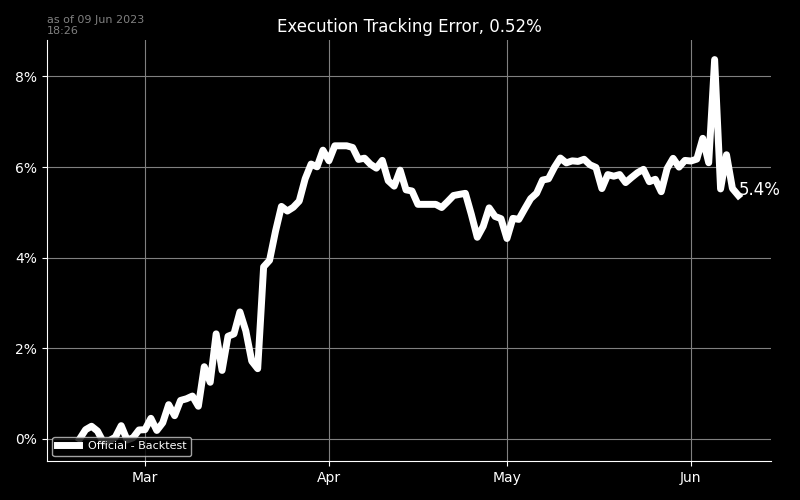 as of 09 Jun 2023
18:26
Execution Tracking Error, 0.52%
8%
6%
5.4%
4%
2%
0%
Official - Backtest
Mar Apr May Jun